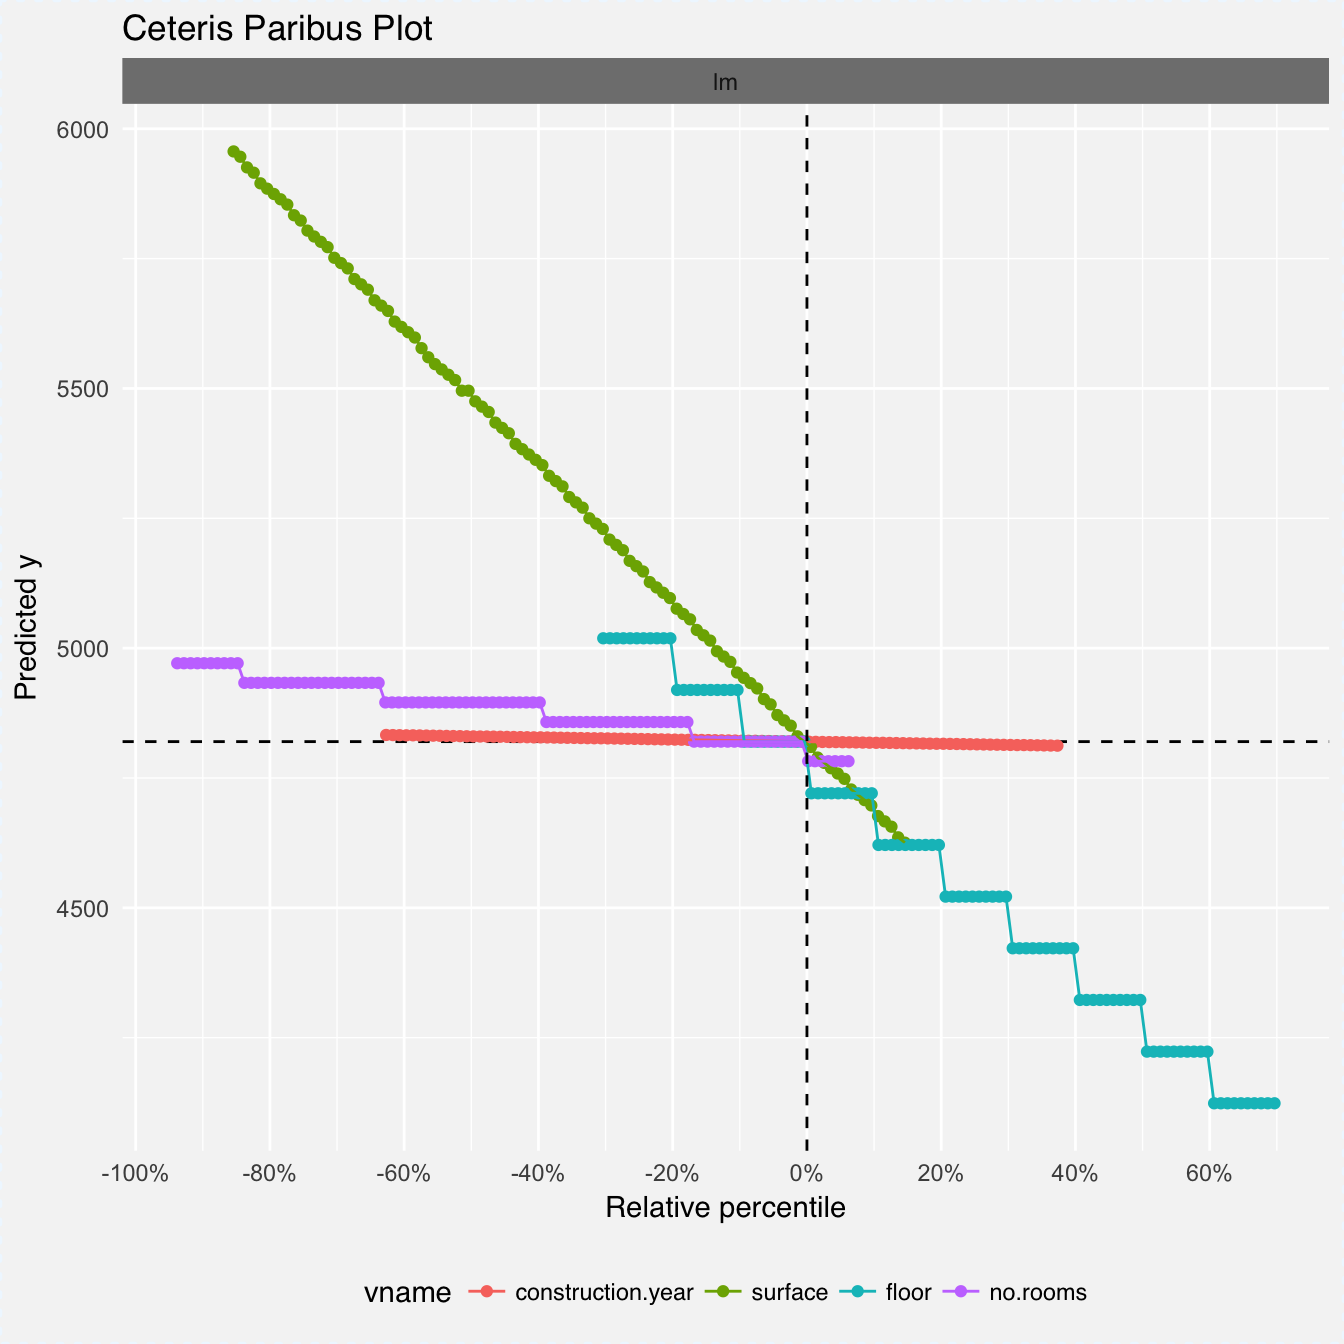 Ceteris Paribus Plot
lm
6000
5500
5000
4500
Predicted y
-100% -80% -60% -40% -20% 0% 20% 40% 60%
Relative percentile
vname construction.year surface floor no.rooms